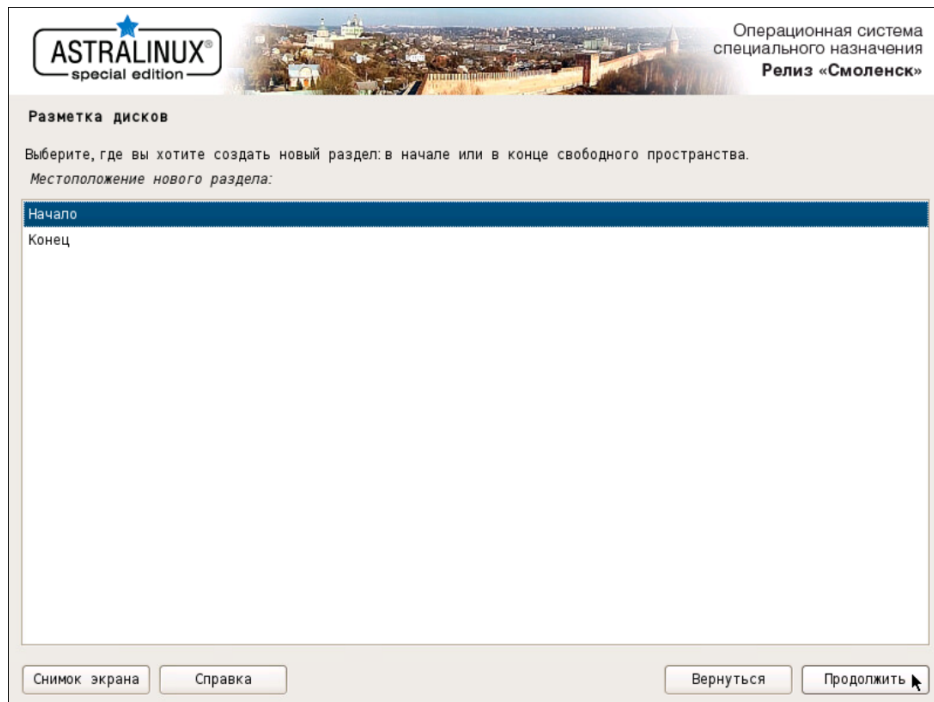 ASTRALINUX®
special edition
Операционная система
специального назначения
Релиз «Смоленск»
Разметка дисков
Выберите, где вы хотите создать новый раздел: в начале или в конце свободного пространства.
Местоположение нового раздела:
Начало
Конец
Снимок экрана
Справка
Вернуться
Продолжить